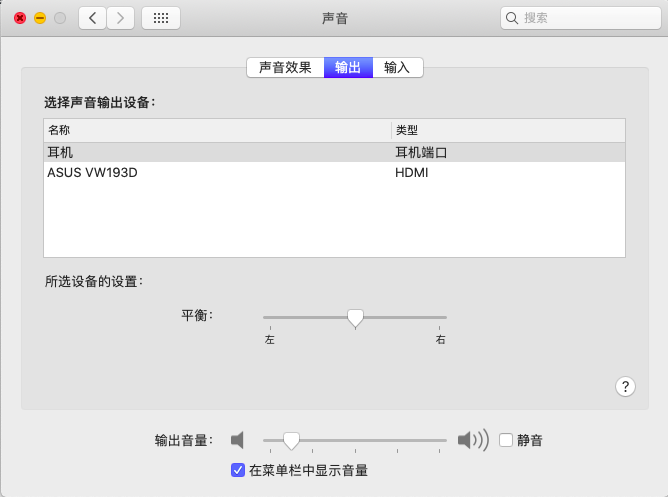 声音
搜索
声音效果 输出 输入
选择声音输出设备：
名称 类型
耳机 耳机端口
ASUS VW193D HDMI
所选设备的设置：
平衡：
左 右
?
输出音量： 静音
在菜单栏中显示音量